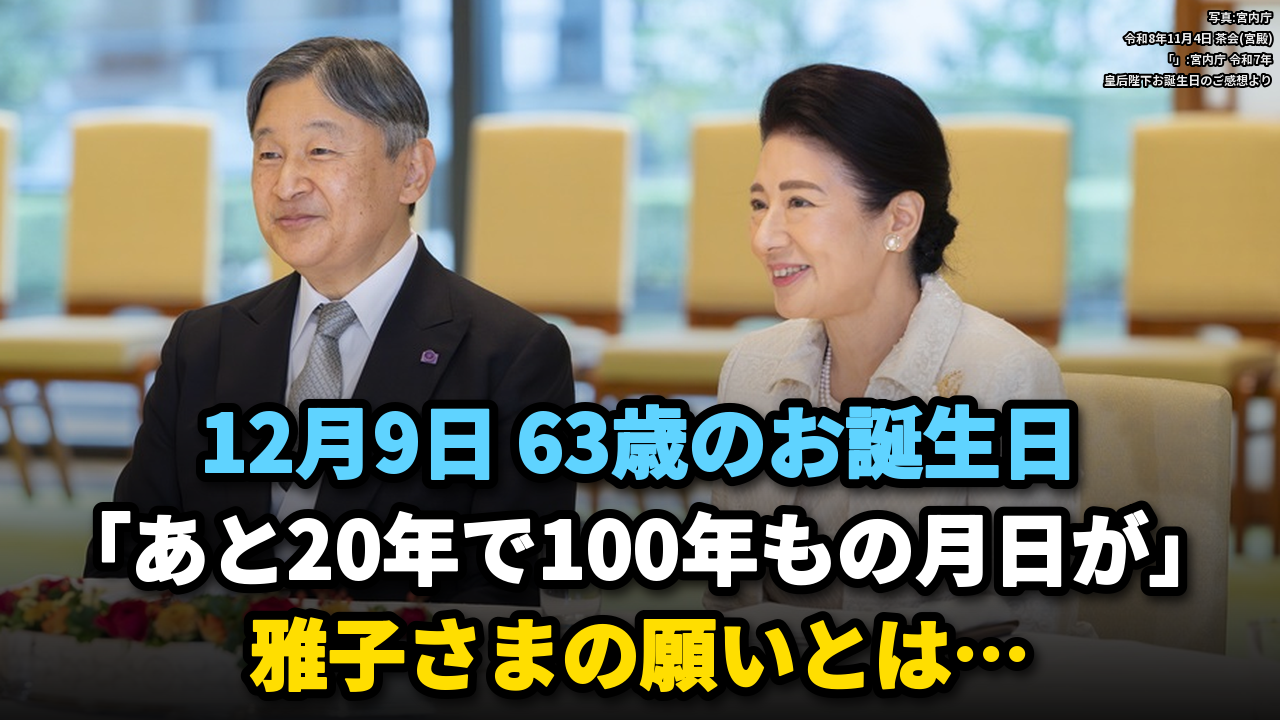 写真:宮内庁
令和8年11月4日 茶会(宮殿)
「」:宮内庁 令和7年
皇后陛下お誕生日のご感想より
12月9日 63歳のお誕生日
「あと20年で100年もの月日が」
雅子さまの願いとは…